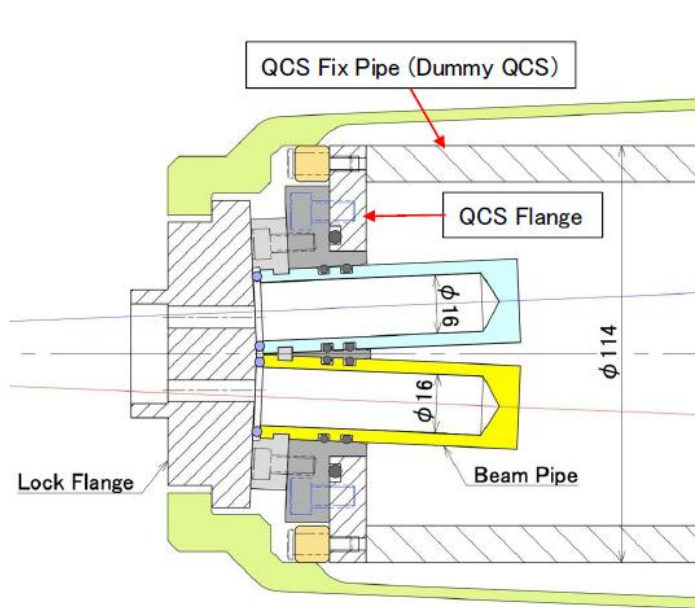 QCS Fix Pipe (Dummy QCS)
QCS Flange
ϕ16
ϕ114
ϕ16
Lock Flange
Beam Pipe